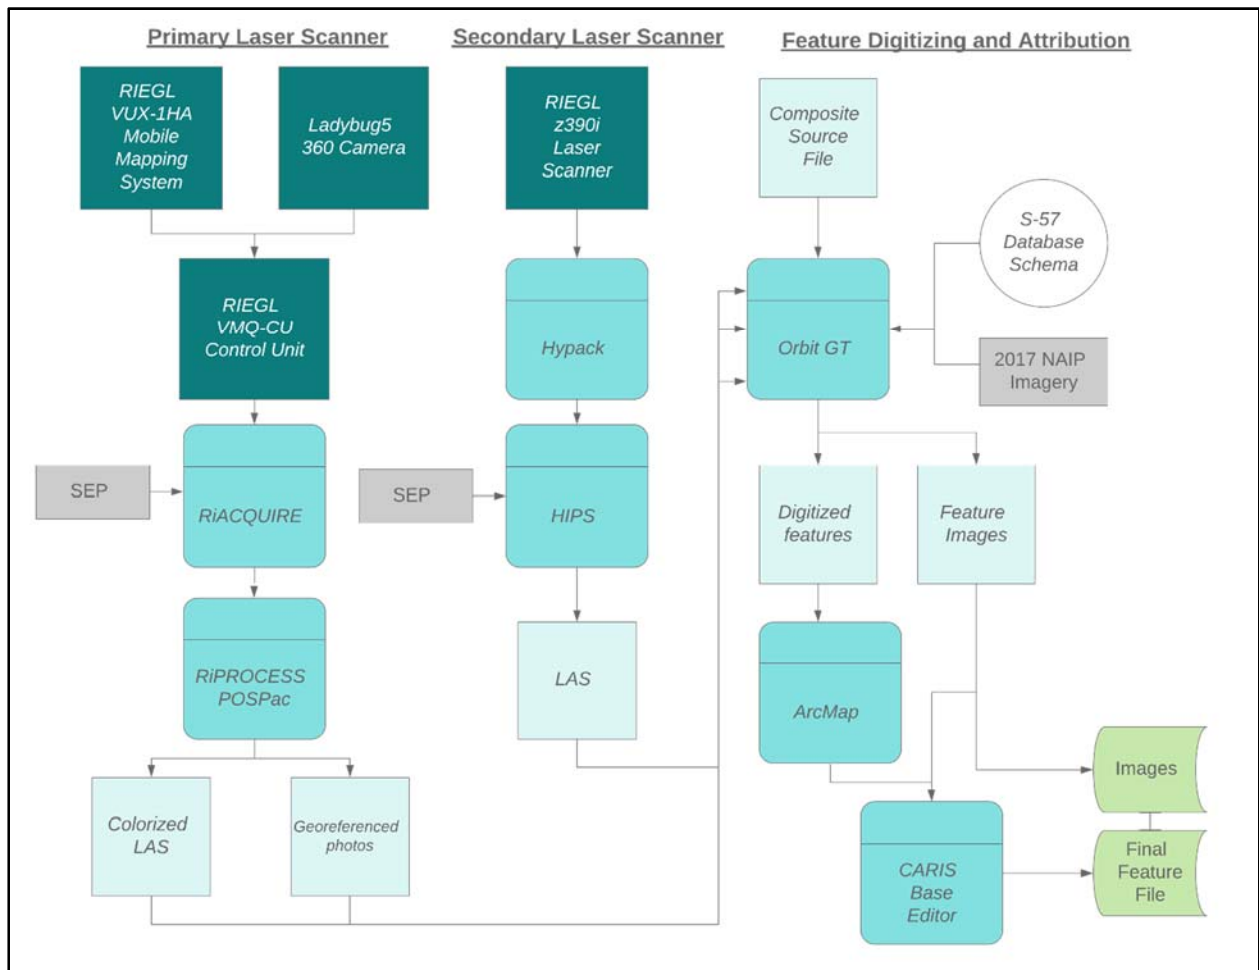 Primary Laser Scanner
RIEGL
VUX-1HA
Mobile
Mapping
System
Ladybug5
360 Camera
RIEGL
VMQ-CU
Control Unit
SEP
RiACQUIRE
RiPROCESS
POSPac
Colorized
LAS
Georeferenced
photos
Secondary Laser Scanner
RIEGL
z390i
Laser
Scanner
Hypack
SEP
HIPS
LAS
Feature Digitizing and Attribution
Composite
Source
File
S-57
Database
Schema
Orbit GT
2017 NAIP
Imagery
Digitized
features
Feature
Images
ArcMap
Images
CARIS
Base
Editor
Final
Feature
File